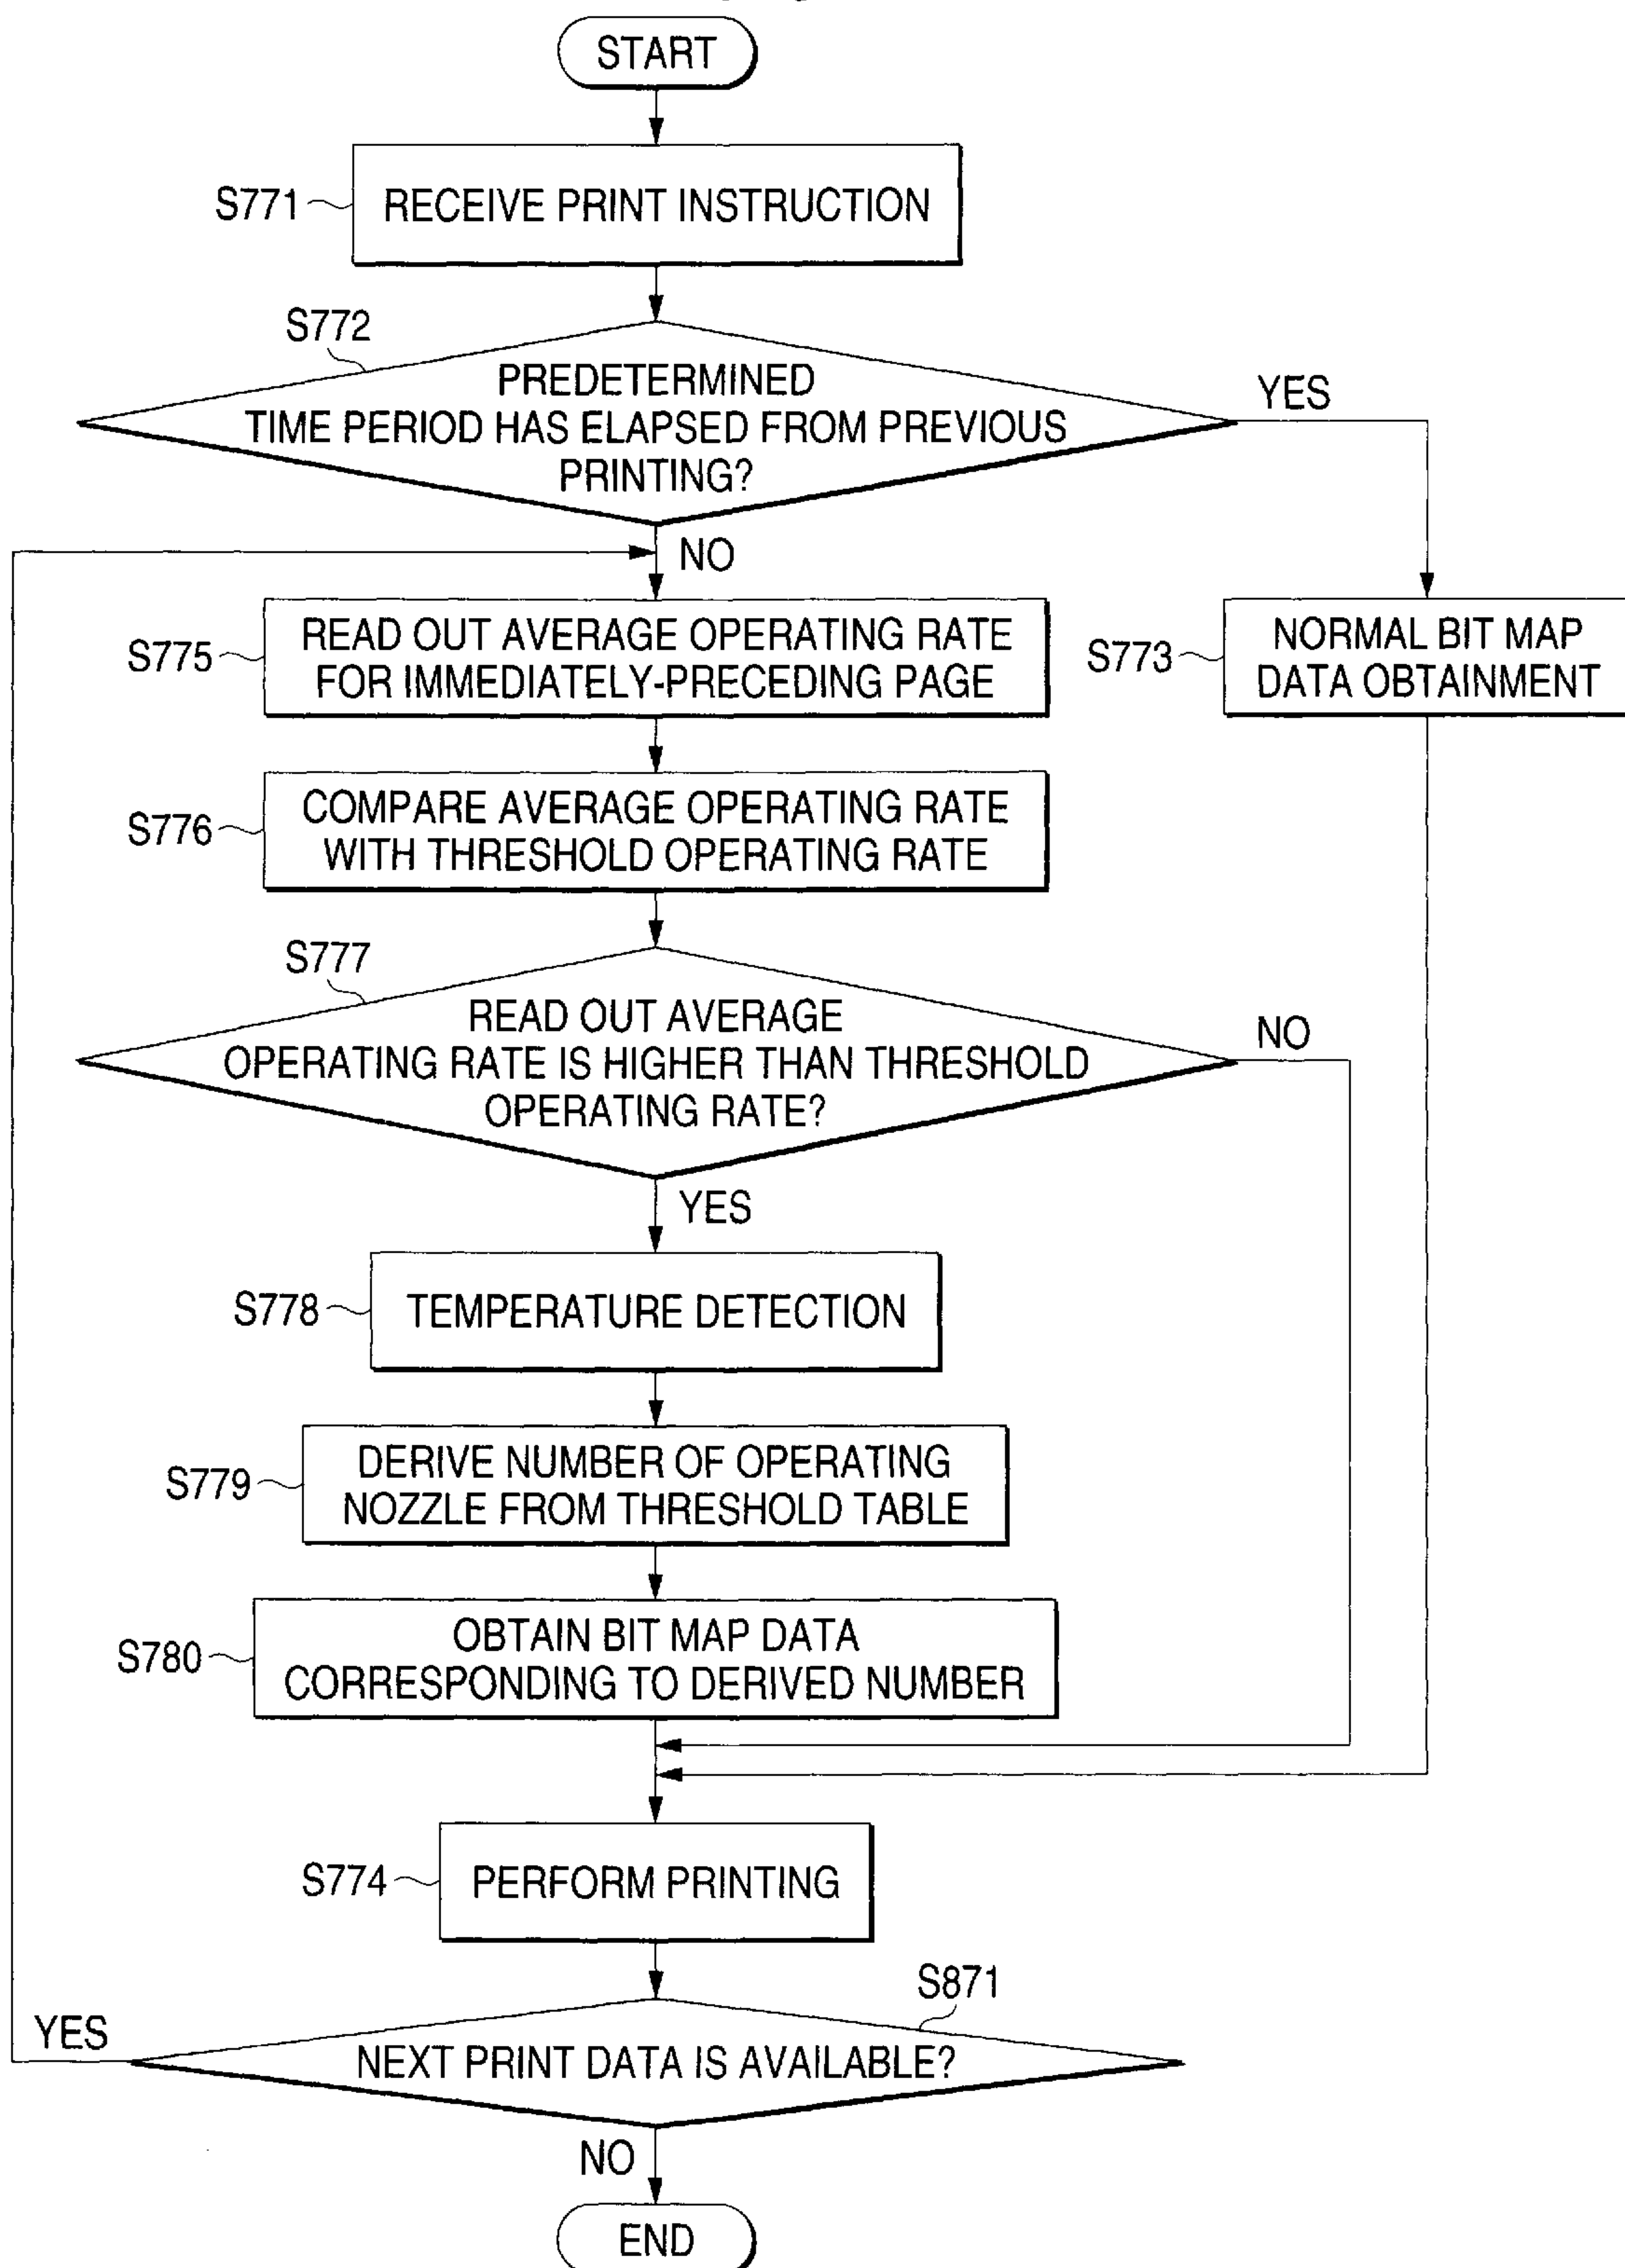 START
S771
RECEIVE PRINT INSTRUCTION
S772
PREDETERMINED
TIME PERIOD HAS ELAPSED FROM PREVIOUS
PRINTING?
YES
NO
S775
READ OUT AVERAGE OPERATING RATE
FOR IMMEDIATELY-PRECEDING PAGE
S773
NORMAL BIT MAP
DATA OBTAINMENT
S776
COMPARE AVERAGE OPERATING RATE
WITH THRESHOLD OPERATING RATE
S777
READ OUT AVERAGE
OPERATING RATE IS HIGHER THAN THRESHOLD
OPERATING RATE?
NO
YES
S778
TEMPERATURE DETECTION
S779
DERIVE NUMBER OF OPERATING
NOZZLE FROM THRESHOLD TABLE
S780
OBTAIN BIT MAP DATA
CORRESPONDING TO DERIVED NUMBER
S774
PERFORM PRINTING
S871
YES
NEXT PRINT DATA IS AVAILABLE?
NO
END